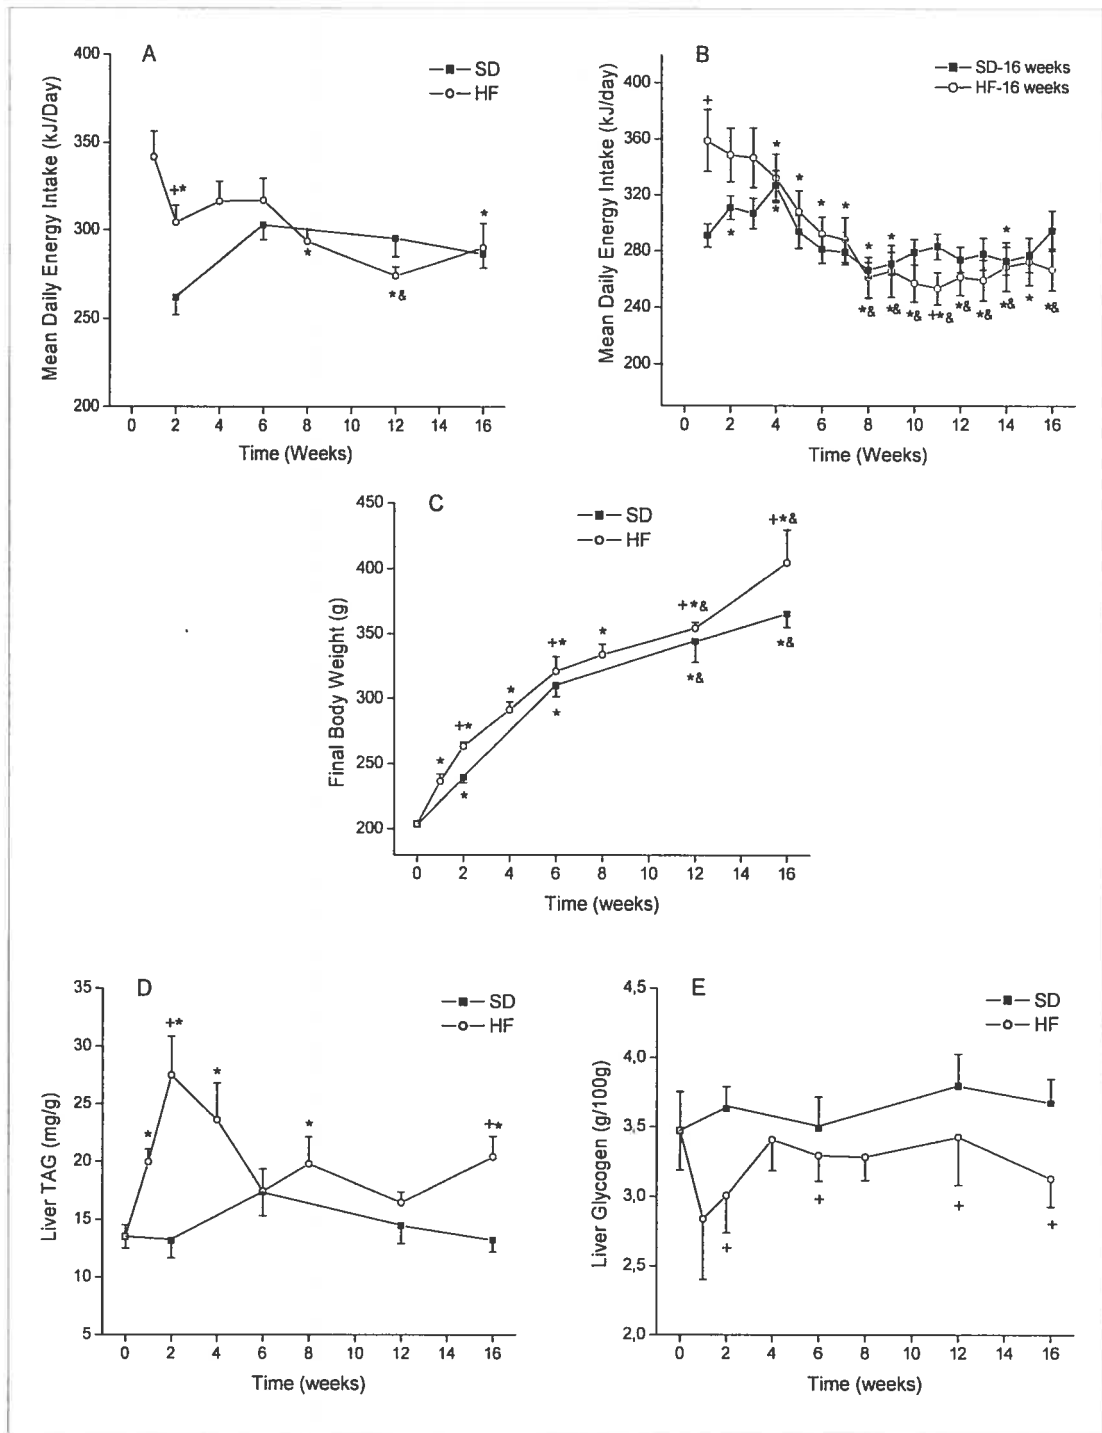 A
SD
HF
Mean Daily Energy Intake (kJ/Day)
400
350
300
250
200
+*
*
*&
*
0 2 4 6 8 10 12 14 16
Time (Weeks)
B
SD-16 weeks
HF-16 weeks
Mean Daily Energy Intake (kJ/day)
400
360
320
280
240
200
+
*
*
*
*
*
*
*
*
*
*& *& *& +*& *& *& *& * *&
0 2 4 6 8 10 12 14 16
Time (Weeks)
C
SD
HF
Final Body Weight (g)
450
400
350
300
250
200
*
+*
*
+*
*
+*&
+*&
*
*
*&
*&
0 2 4 6 8 10 12 14 16
Time (weeks)
D
SD
HF
Liver TAG (mg/g)
35
30
25
20
15
10
5
*
+*
*
*
+*
0 2 4 6 8 10 12 14 16
Time (weeks)
E
SD
HF
Liver Glycogen (g/100g)
4,5
4,0
3,5
3,0
2,5
2,0
+
+
+
+
0 2 4 6 8 10 12 14 16
Time (weeks)